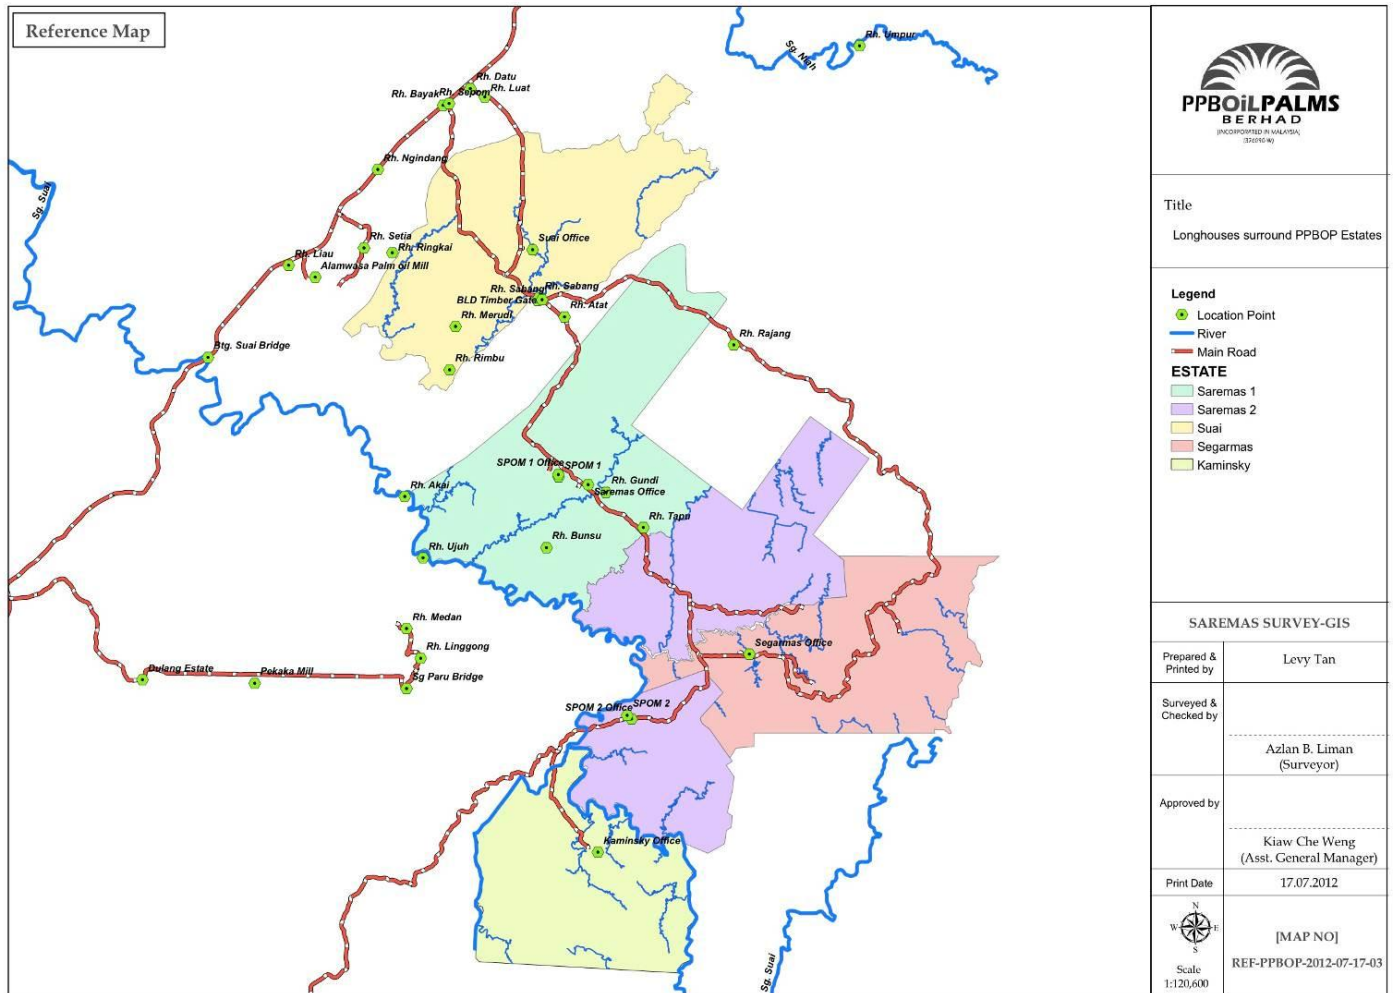 Reference Map
Rh. Umpur
Sg. Mah
Rh. Datu
Rh. Bayak
Rh. Sepom
Rh. Luat
Rh. Ngindang
Sg. Suai
Rh. Setia
Rh. Ringkai
Suai Office
Rh. Liau
Alamwasa Palm oil Mill
Rh. Sabang
Rh. Sabang
BLD Timber Gate
Rh. Atat
Rh. Merudi
Rh. Rajang
Btg. Suai Bridge
Rh. Rimbu
SPOM 1 Office
SPOM 1
Rh. Gundi
Rh. Akai
Saremas Office
Rh. Tapu
Rh. Bunsu
Rh. Ujuh
Rh. Medan
Rh. Linggong
Segarmas Office
Dulang Estate
Pekaka Mill
Sg Paru Bridge
SPOM 2 Office
SPOM 2
Kaminsky Office
Sg. Suai
PPBOiLPALMS
BERHAD
(INCORPORATED IN MALAYSIA)
Title
Longhouses surround PPBOP Estates
Legend
Location Point
River
Main Road
ESTATE
Saremas 1
Saremas 2
Suai
Segarmas
Kaminsky
SAREMAS SURVEY-GIS
Prepared &
Printed by
Levy Tan
Surveyed &
Checked by
Azlan B. Liman
(Surveyor)
Approved by
Kiaw Che Weng
(Asst. General Manager)
Print Date
17.07.2012
N
W
E
S
Scale
1:120,600
[MAP NO]
REF-PPBOP-2012-07-17-03